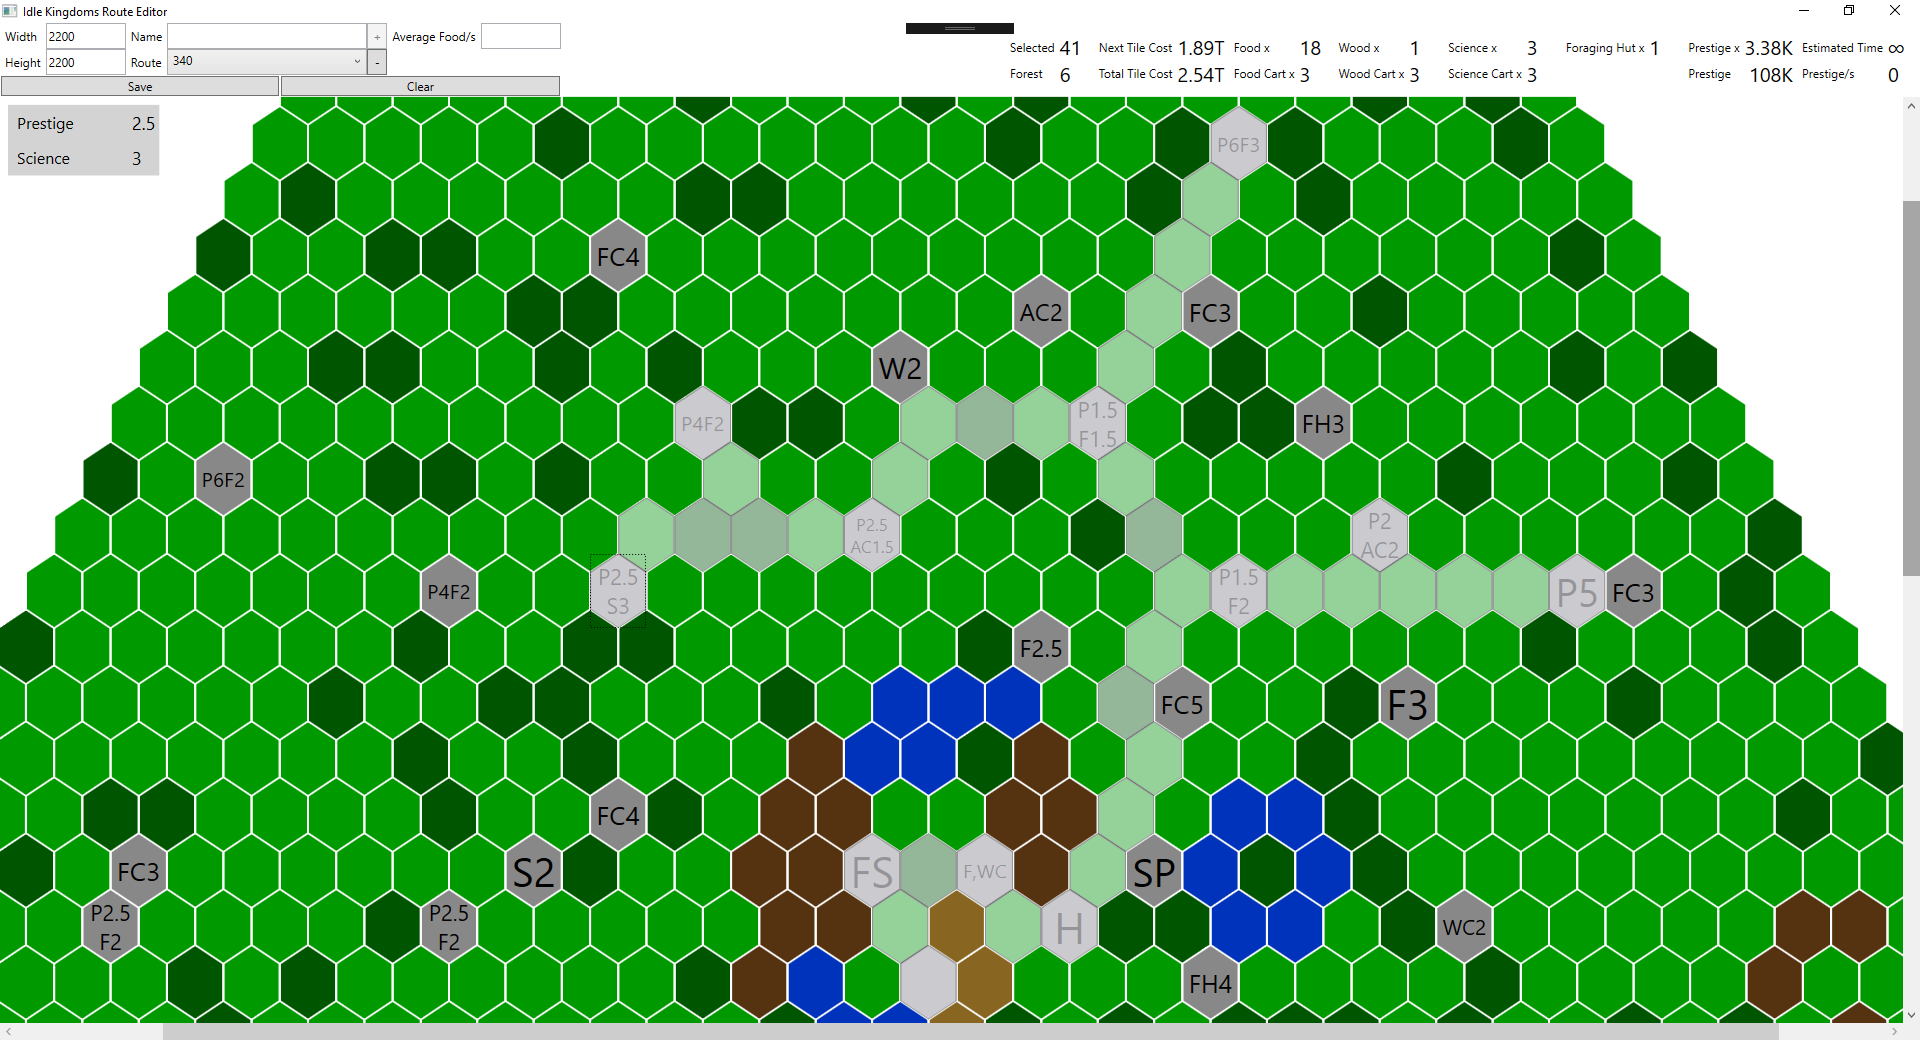 Idle Kingdoms Route Editor
Width 2200 Name + Average Food/s
Height 2200 Route 340 -
Save Clear
Selected 41 Next Tile Cost 1.89T Food x 18 Wood x 1 Science x 3 Foraging Hut x 1 Prestige x 3.38K Estimated Time ∞
Forest 6 Total Tile Cost 2.54T Food Cart x 3 Wood Cart x 3 Science Cart x 3 Prestige 108K Prestige/s 0
Prestige 2.5
Science 3
P6F3
FC4
AC2 FC3
W2
P4F2 P1.5 F1.5 FH3
P6F2
P2.5 AC1.5 P2 AC2
P4F2 P2.5 S3 P1.5 F2 P5 FC3
F2.5
FC5 F3
FC4
FC3 S2 FS F,WC SP
P2.5 F2 P2.5 F2 H WC2
FH4